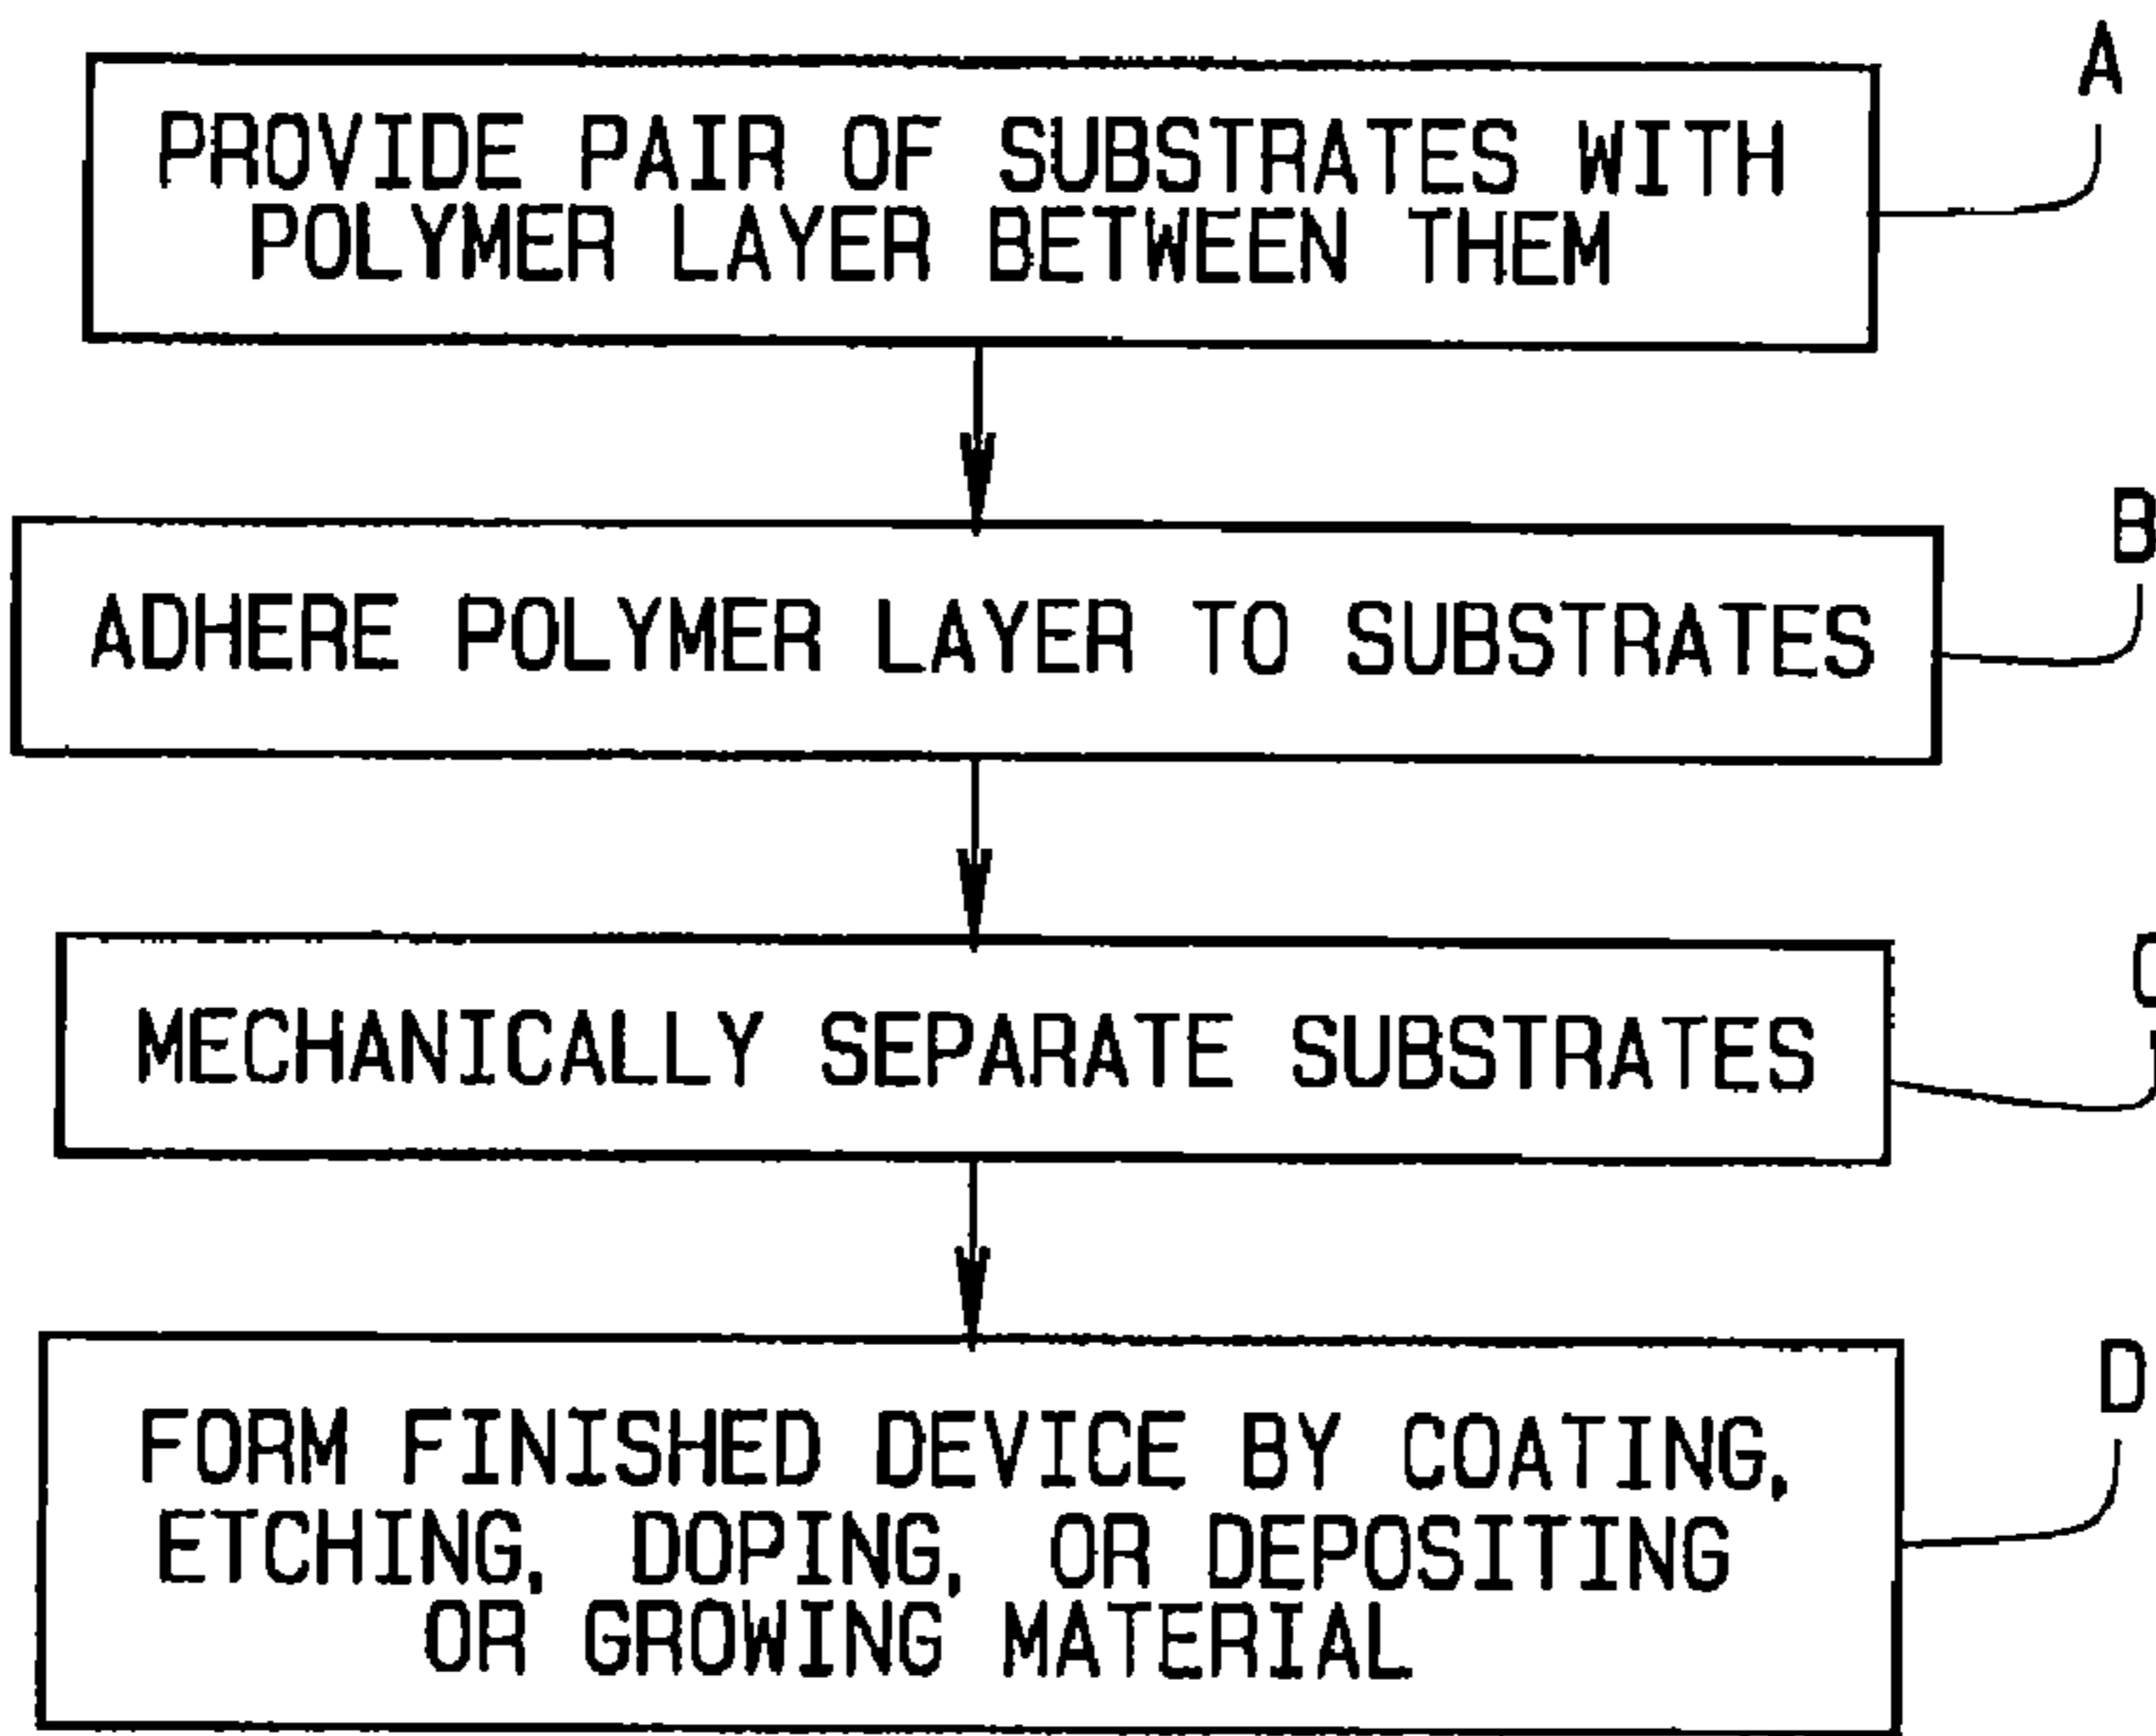 A
PROVIDE PAIR OF SUBSTRATES WITH
POLYMER LAYER BETWEEN THEM
B
ADHERE POLYMER LAYER TO SUBSTRATES
C
MECHANICALLY SEPARATE SUBSTRATES
D
FORM FINISHED DEVICE BY COATING,
ETCHING, DOPING, OR DEPOSITING
OR GROWING MATERIAL